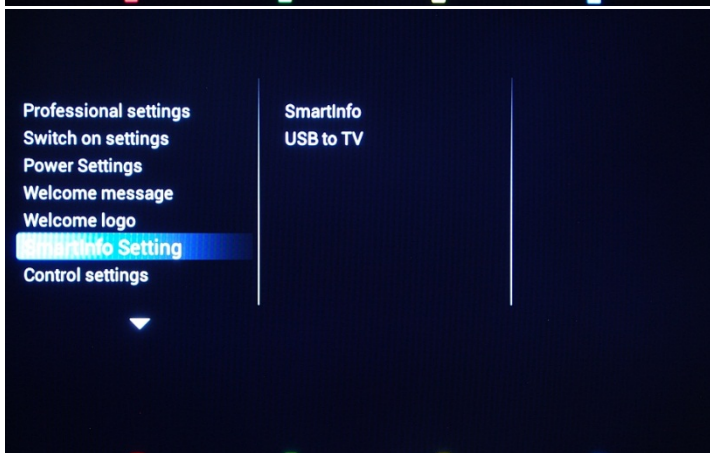 Professional settings
Switch on settings
Power Settings
Welcome message
Welcome logo
SmartInfo Setting
Control settings
SmartInfo
USB to TV